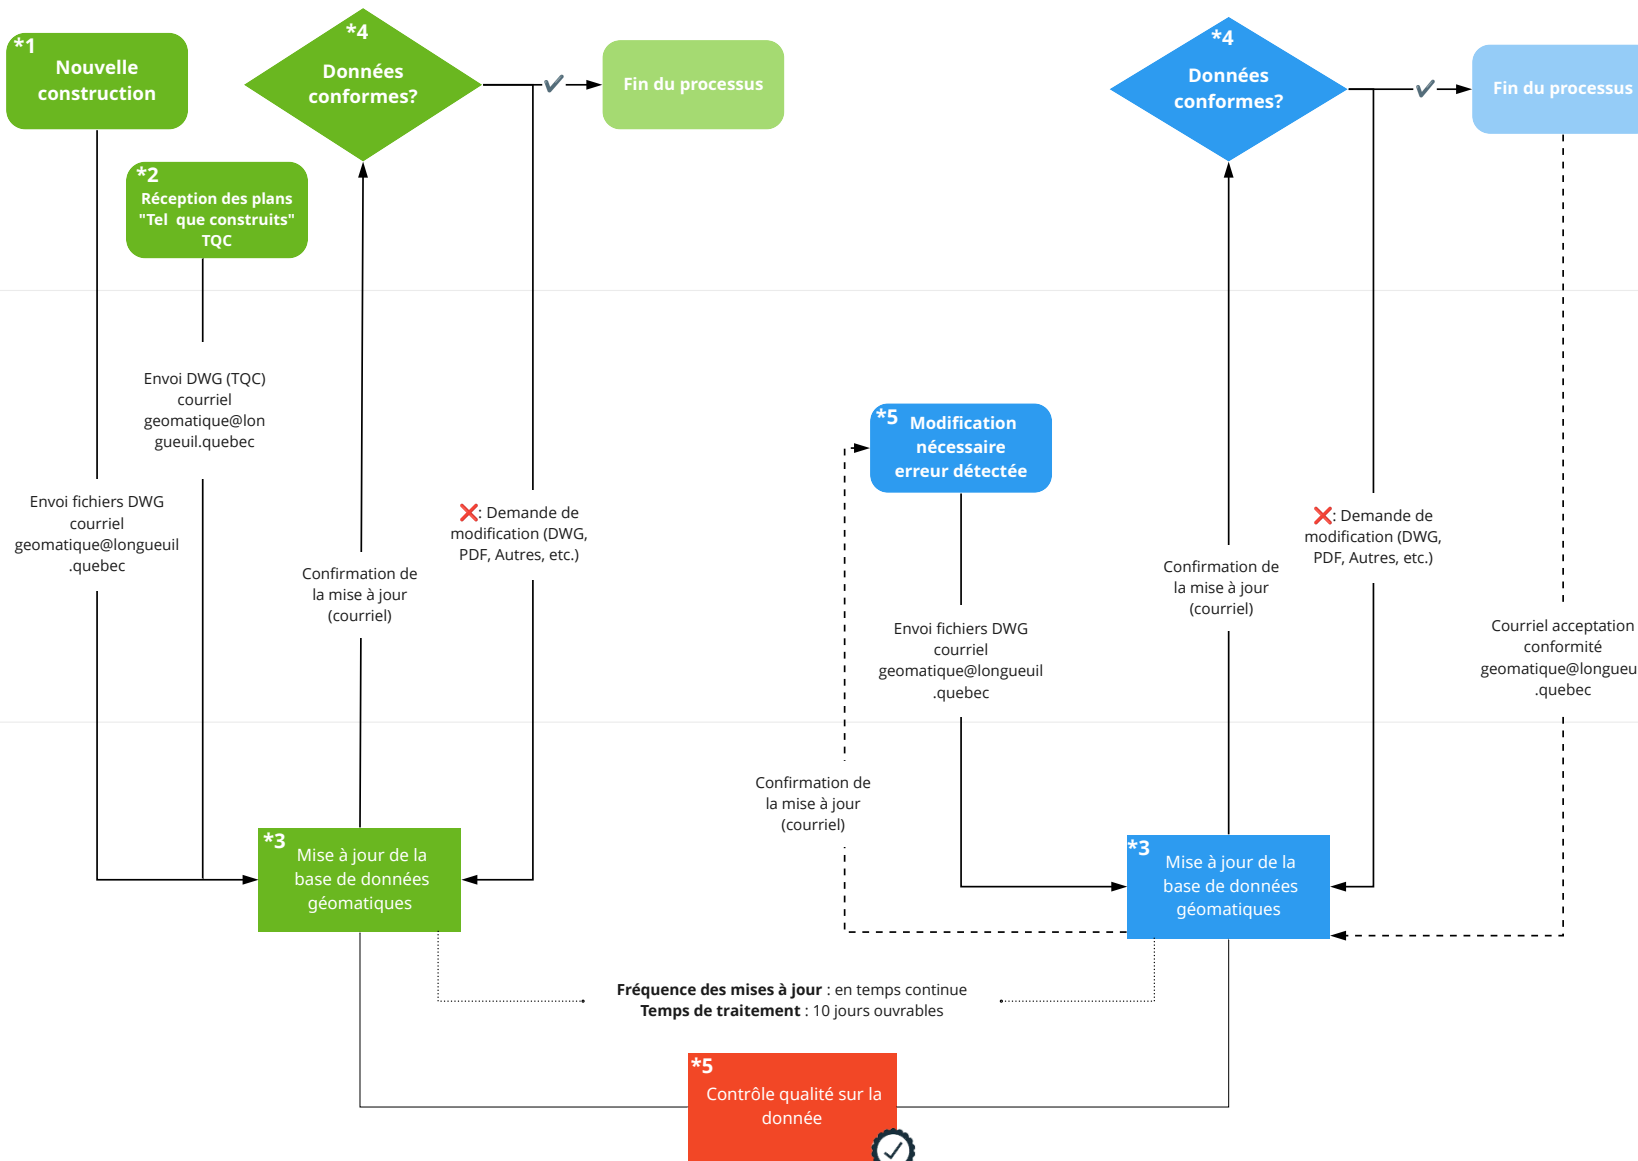 *1
Nouvelle
construction
*2
Réception des plans
"Tel que construits"
TQC
*4
Données
conformes?
Fin du processus
*4
Données
conformes?
Fin du processus
Envoi DWG (TQC)
courriel
geomatique@lon
gueuil.quebec
Envoi fichiers DWG
courriel
geomatique@longueuil
.quebec
Confirmation de
la mise à jour
(courriel)
❌: Demande de
modification (DWG,
PDF, Autres, etc.)
*5 Modification
nécessaire
erreur détectée
Envoi fichiers DWG
courriel
geomatique@longueuil
.quebec
Confirmation de
la mise à jour
(courriel)
Confirmation de
la mise à jour
(courriel)
❌: Demande de
modification (DWG,
PDF, Autres, etc.)
Courriel acceptation
conformité
geomatique@longueu
.quebec
*3
Mise à jour de la
base de données
géomatiques
*3
Mise à jour de la
base de données
géomatiques
Fréquence des mises à jour : en temps continue
Temps de traitement : 10 jours ouvrables
*5
Contrôle qualité sur la
donnée